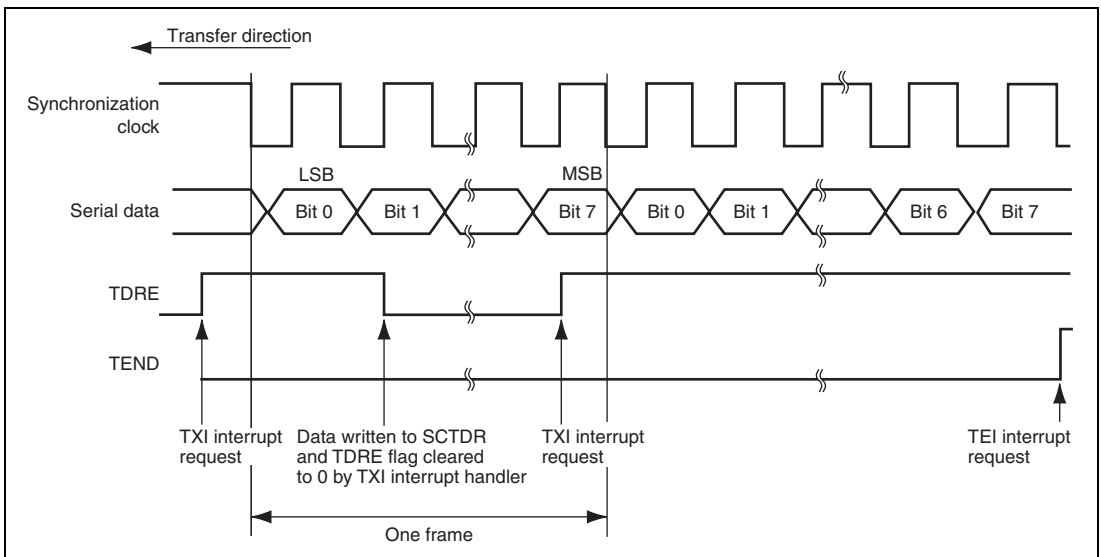 Transfer direction
Synchronization
clock
LSB
MSB
Serial data
Bit 0
Bit 1
Bit 7
Bit 0
Bit 1
Bit 6
Bit 7
TDRE
TEND
TXI interrupt
request
Data written to SCTDR
and TDRE flag cleared
to 0 by TXI interrupt handler
TXI interrupt
request
TEI interrupt
request
One frame